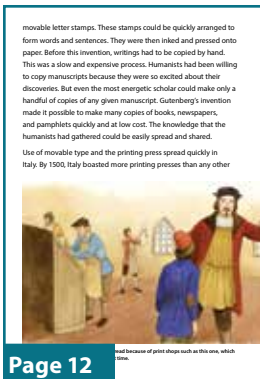 movable letter stamps. These stamps could be quickly arranged to
form words and sentences. They were then inked and pressed onto
paper. Before this invention, writings had to be copied by hand.
This was a slow and expensive process. Humanists had been willing
to copy manuscripts because they were so excited about their
discoveries. But even the most energetic scholar could make only a
handful of copies of any given manuscript. Gutenberg's invention
made it possible to make many copies of books, newspapers,
and pamphlets quickly and at low cost. The knowledge that the
humanists had gathered could be easily spread and shared.
Use of movable type and the printing press spread quickly in
Italy. By 1500, Italy boasted more printing presses than any other
because of print shops such as this one, which
time.
Page 12